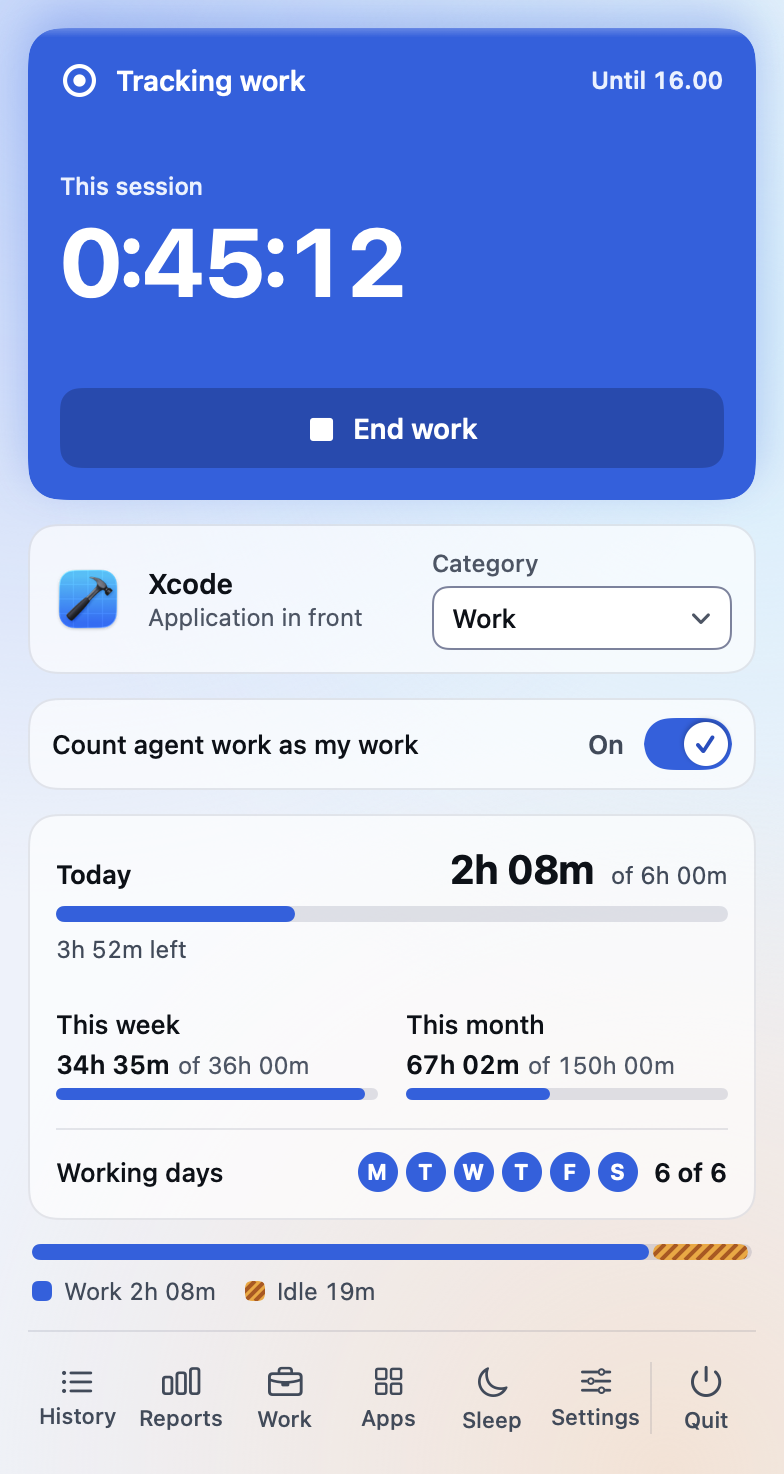 Tracking work
Until 16.00
This session
0:45:12
End work
Xcode
Application in front
Category
Work
Count agent work as my work
On
Today
2h 08m of 6h 00m
3h 52m left
This week
34h 35m of 36h 00m
This month
67h 02m of 150h 00m
Working days
M T W T F S 6 of 6
Work 2h 08m
Idle 19m
History
Reports
Work
Apps
Sleep
Settings
Quit